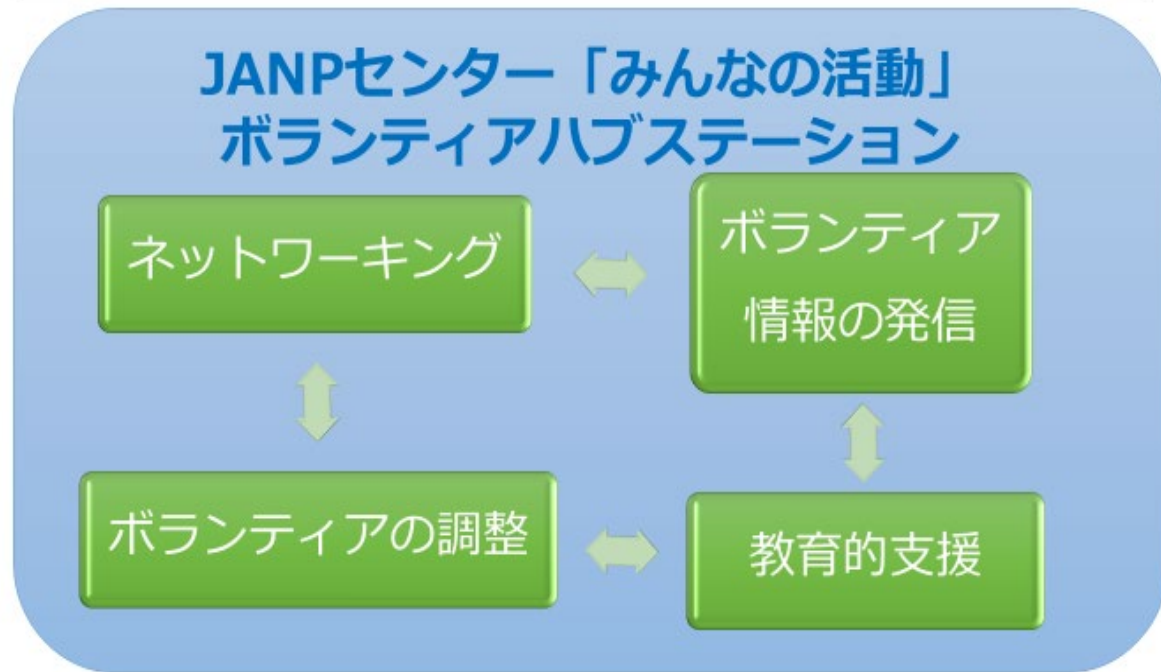 JANPセンター「みんなの活動」
ボランティアハブステーション
ネットワーキング
ボランティア
情報の発信
ボランティアの調整
教育的支援